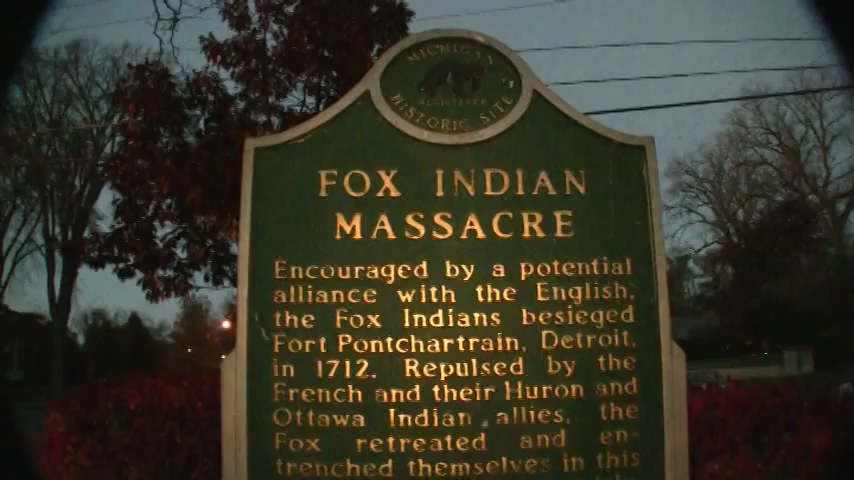 MICHIGAN
REGISTERED
HISTORIC SITE
FOX INDIAN
MASSACRE
Encouraged by a potential
alliance with the English,
the Fox Indians besieged
Fort Pontchartrain, Detroit,
in 1712. Repulsed by the
French and their Huron and
Ottawa Indian allies, the
Fox retreated and en-
trenched themselves in this